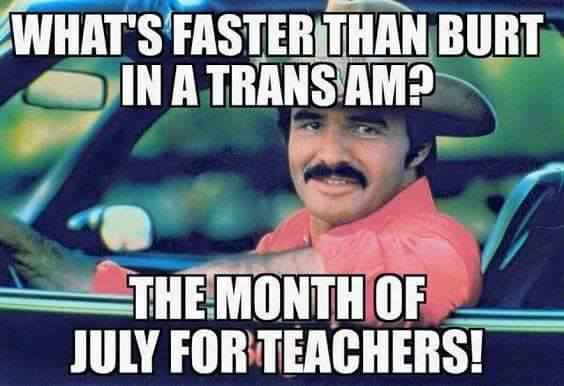 WHAT'S FASTER THAN BURT
IN A TRANS AM?
THE MONTH OF
JULY FOR TEACHERS!